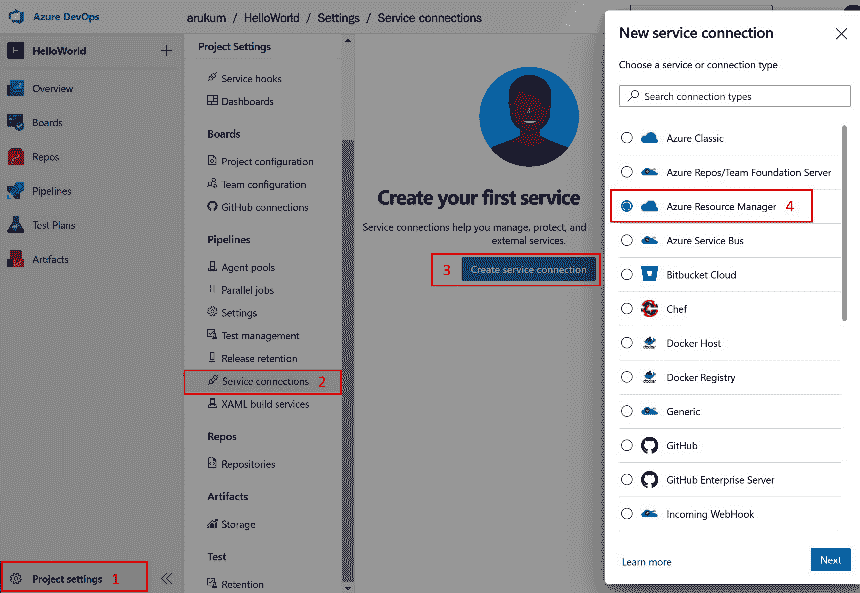 Azure DevOps
arukum / HelloWorld / Settings / Service connections
HelloWorld
Overview
Boards
Repos
Pipelines
Test Plans
Artifacts
Project settings 1
Project Settings
Service hooks
Dashboards
Boards
Project configuration
Team configuration
GitHub connections
Pipelines
Agent pools
Parallel jobs
Settings
Test management
Release retention
Service connections 2
XAML build services
Repos
Repositories
Artifacts
Storage
Test
Retention
Create your first service
Service connections help you manage, protect, and
external services.
3 Create service connection
New service connection
Choose a service or connection type
Search connection types
Azure Classic
Azure Repos/Team Foundation Server
Azure Resource Manager 4
Azure Service Bus
Bitbucket Cloud
Chef
Docker Host
Docker Registry
Generic
GitHub
GitHub Enterprise Server
Incoming WebHook
Learn more
Next